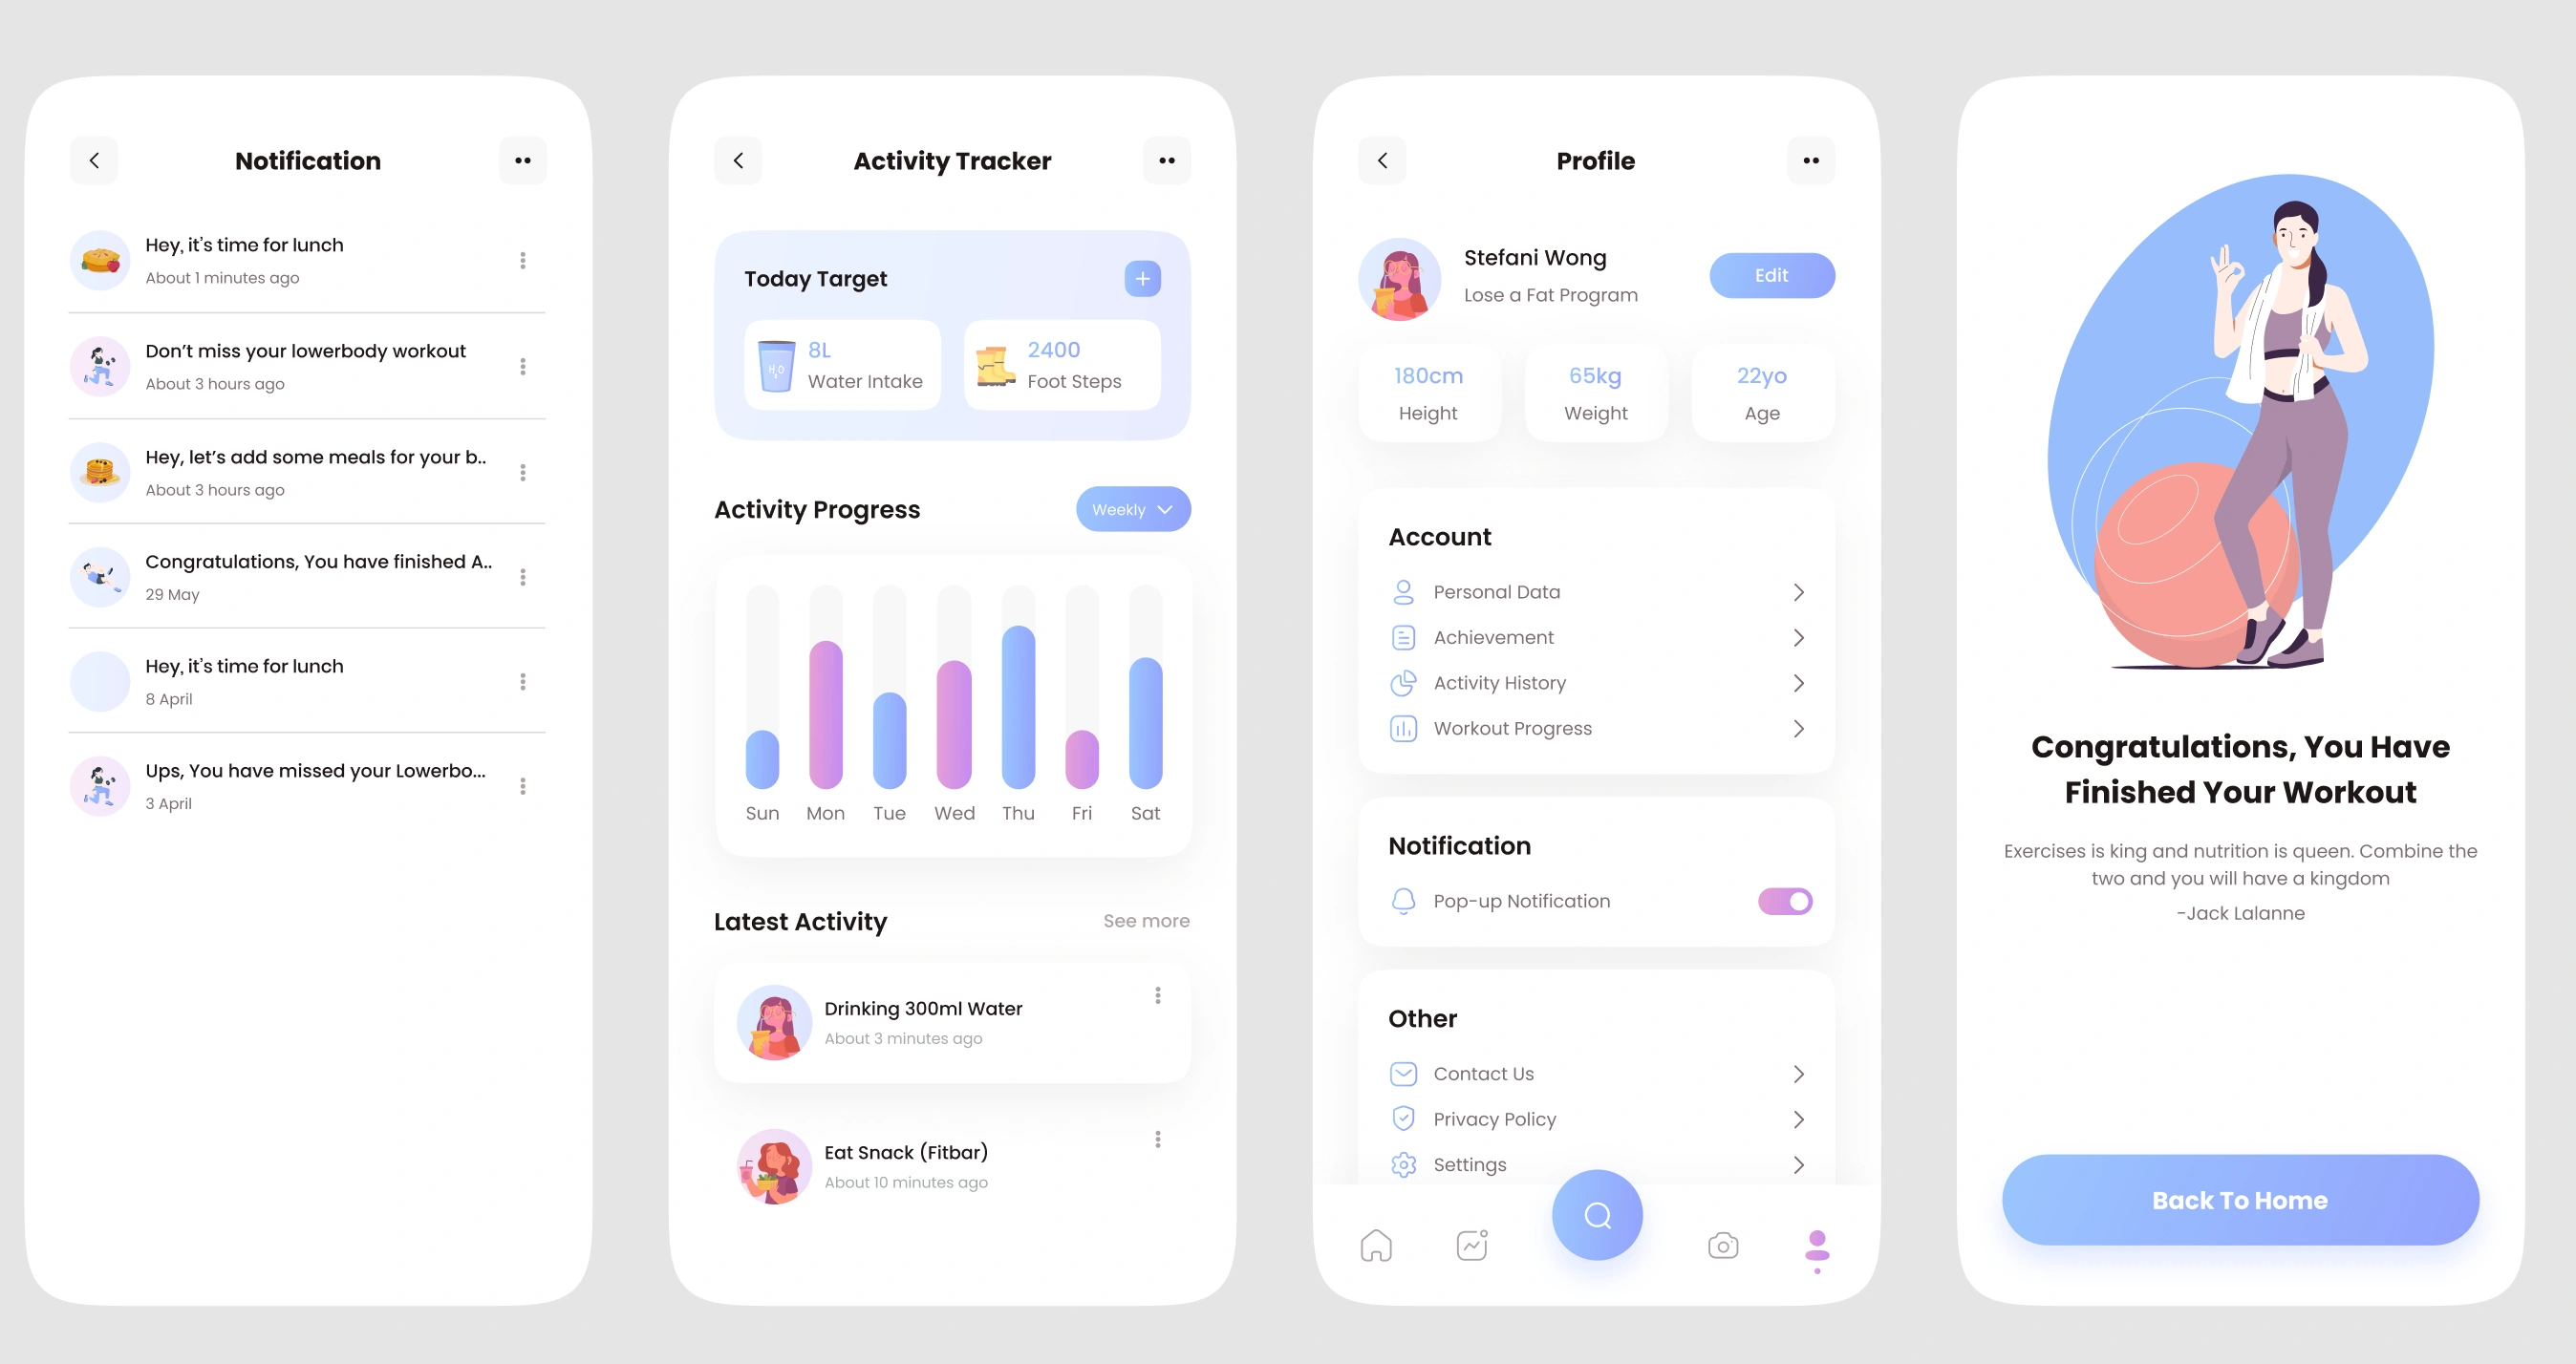 Notification
Hey, it's time for lunch
About 1 minutes ago
Don't miss your lowerbody workout
About 3 hours ago
Hey, let's add some meals for your b..
About 3 hours ago
Congratulations, You have finished A..
29 May
Hey, it's time for lunch
8 April
Ups, You have missed your Lowerbo...
3 April
Activity Tracker
Today Target
8L
Water Intake
H2O
2400
Foot Steps
Activity Progress
Weekly
Sun Mon Tue Wed Thu Fri Sat
Latest Activity
See more
Drinking 300ml Water
About 3 minutes ago
Eat Snack (Fitbar)
About 10 minutes ago
Profile
Stefani Wong
Lose a Fat Program
Edit
180cm
Height
65kg
Weight
22yo
Age
Account
Personal Data
Achievement
Activity History
Workout Progress
Notification
Pop-up Notification
Other
Contact Us
Privacy Policy
Settings
Congratulations, You Have
Finished Your Workout
Exercises is king and nutrition is queen. Combine the
two and you will have a kingdom
-Jack Lalanne
Back To Home